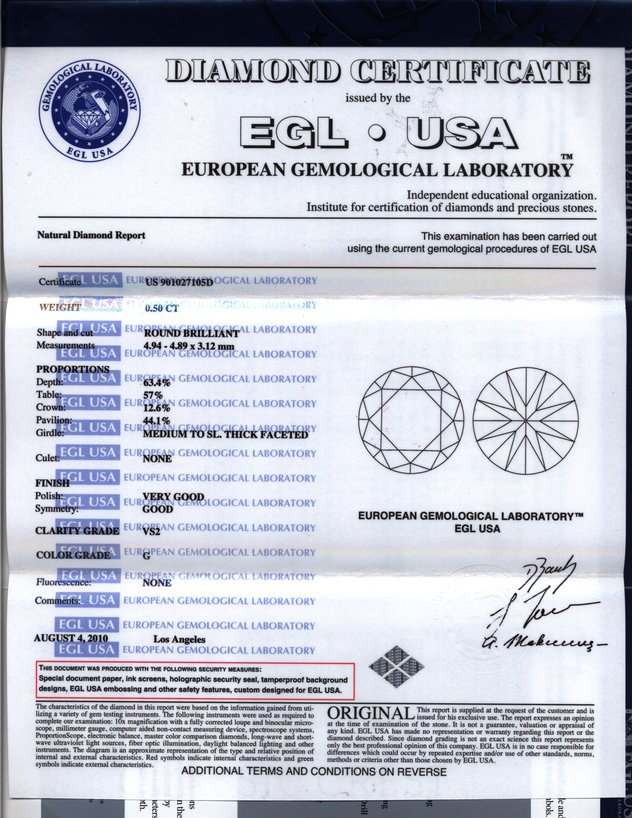 GEMOLOGICAL LABORATORY
EGL USA
DIAMOND CERTIFICATE
issued by the
EGL • USA
EUROPEAN GEMOLOGICAL LABORATORY™
Independent educational organization.
Institute for certification of diamonds and precious stones.
Natural Diamond Report
This examination has been carried out
using the current gemological procedures of EGL USA
Certificate US 901027105D
WEIGHT 0.50 CT
Shape and cut ROUND BRILLIANT
Measurements 4.94 - 4.89 x 3.12 mm
PROPORTIONS
Depth: 63.4%
Table: 57%
Crown: 12.6%
Pavilion: 44.1%
Girdle: MEDIUM TO SL. THICK FACETED
Culet: NONE
FINISH
Polish: VERY GOOD
Symmetry: GOOD
CLARITY GRADE VS2
COLOR GRADE G
Fluorescence: NONE
Comments:
EGL USA EUROPEAN GEMOLOGICAL LABORATORY
AUGUST 4, 2010 Los Angeles
EUROPEAN GEMOLOGICAL LABORATORY™
EGL USA
THIS DOCUMENT WAS PRODUCED WITH THE FOLLOWING SECURITY MEASURES:
Special document paper, ink screens, holographic security seal, tamperproof background
designs, EGL USA embossing and other safety features, custom designed for EGL USA.
The characteristics of the diamond in this report were based on the information gained from uti-
lizing a variety of gem testing instruments. The following instruments were used as required to
complete our examination: 10x magnification with a fully corrected loupe and binocular micro-
scope, millimeter gauge, computer aided non-contact measuring device, spectroscope systems,
ProportionScope, electronic balance, master color comparison diamonds, long-wave and short-
wave ultraviolet light sources, fiber optic illumination, daylight balanced lighting and other
instruments. The diagram is an approximate representation of the type and relative position of
internal and external characteristics. Red symbols indicate internal characteristics and green
symbols indicate external characteristics.
ORIGINAL This report is supplied at the request of the customer and is
issued for his exclusive use. The report expresses an opinion
at the time of examination of the stone. It is not a guarantee, valuation or appraisal of
any kind. EGL USA has made no representation or warranty regarding this report or the
diamond described. Since diamond grading is not an exact science this report represents
only the best professional opinion of this company. EGL USA is in no case responsible for
differences which could occur by repeated expertise and/or use of other standards, norms,
methods or criteria other than those chosen by EGL USA.
ADDITIONAL TERMS AND CONDITIONS ON REVERSE